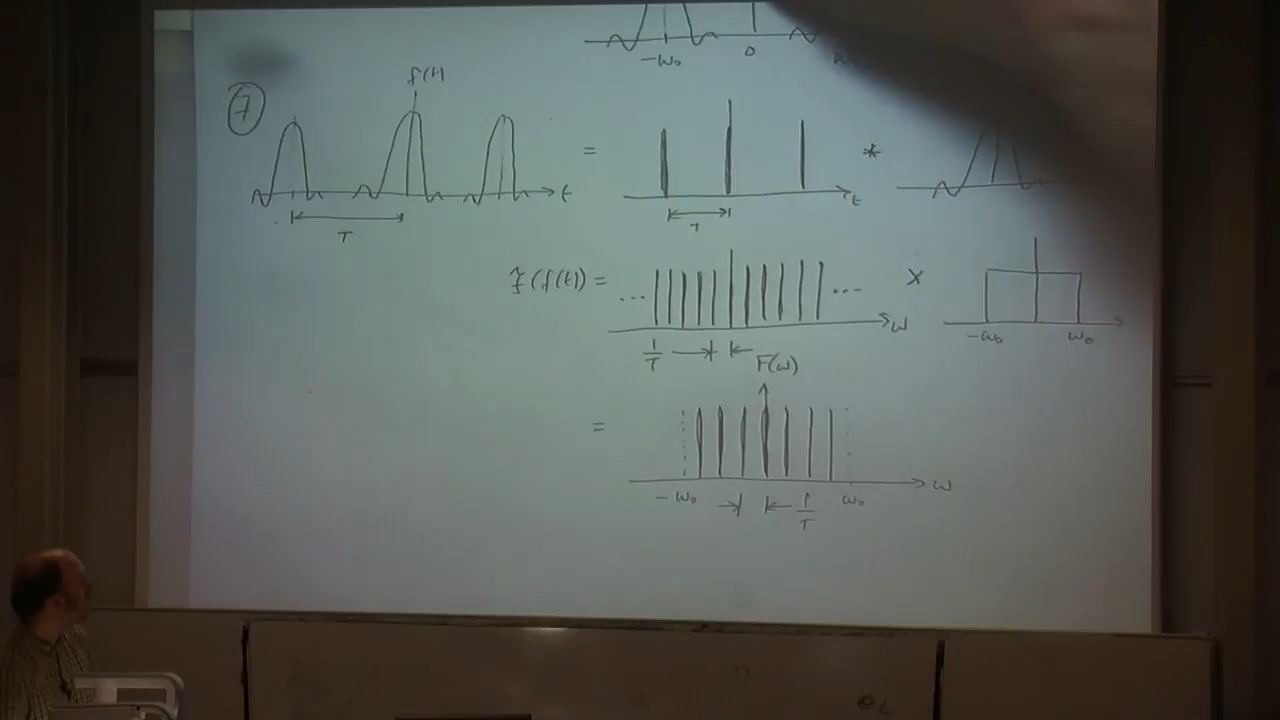 -ω₀ 0
⑦ f(t)
= *
t t
T
F(f(t)) = ... ... ×
ω
-ω₀ ω₀
1/T F(ω)
=
ω
-ω₀ 1/T ω₀